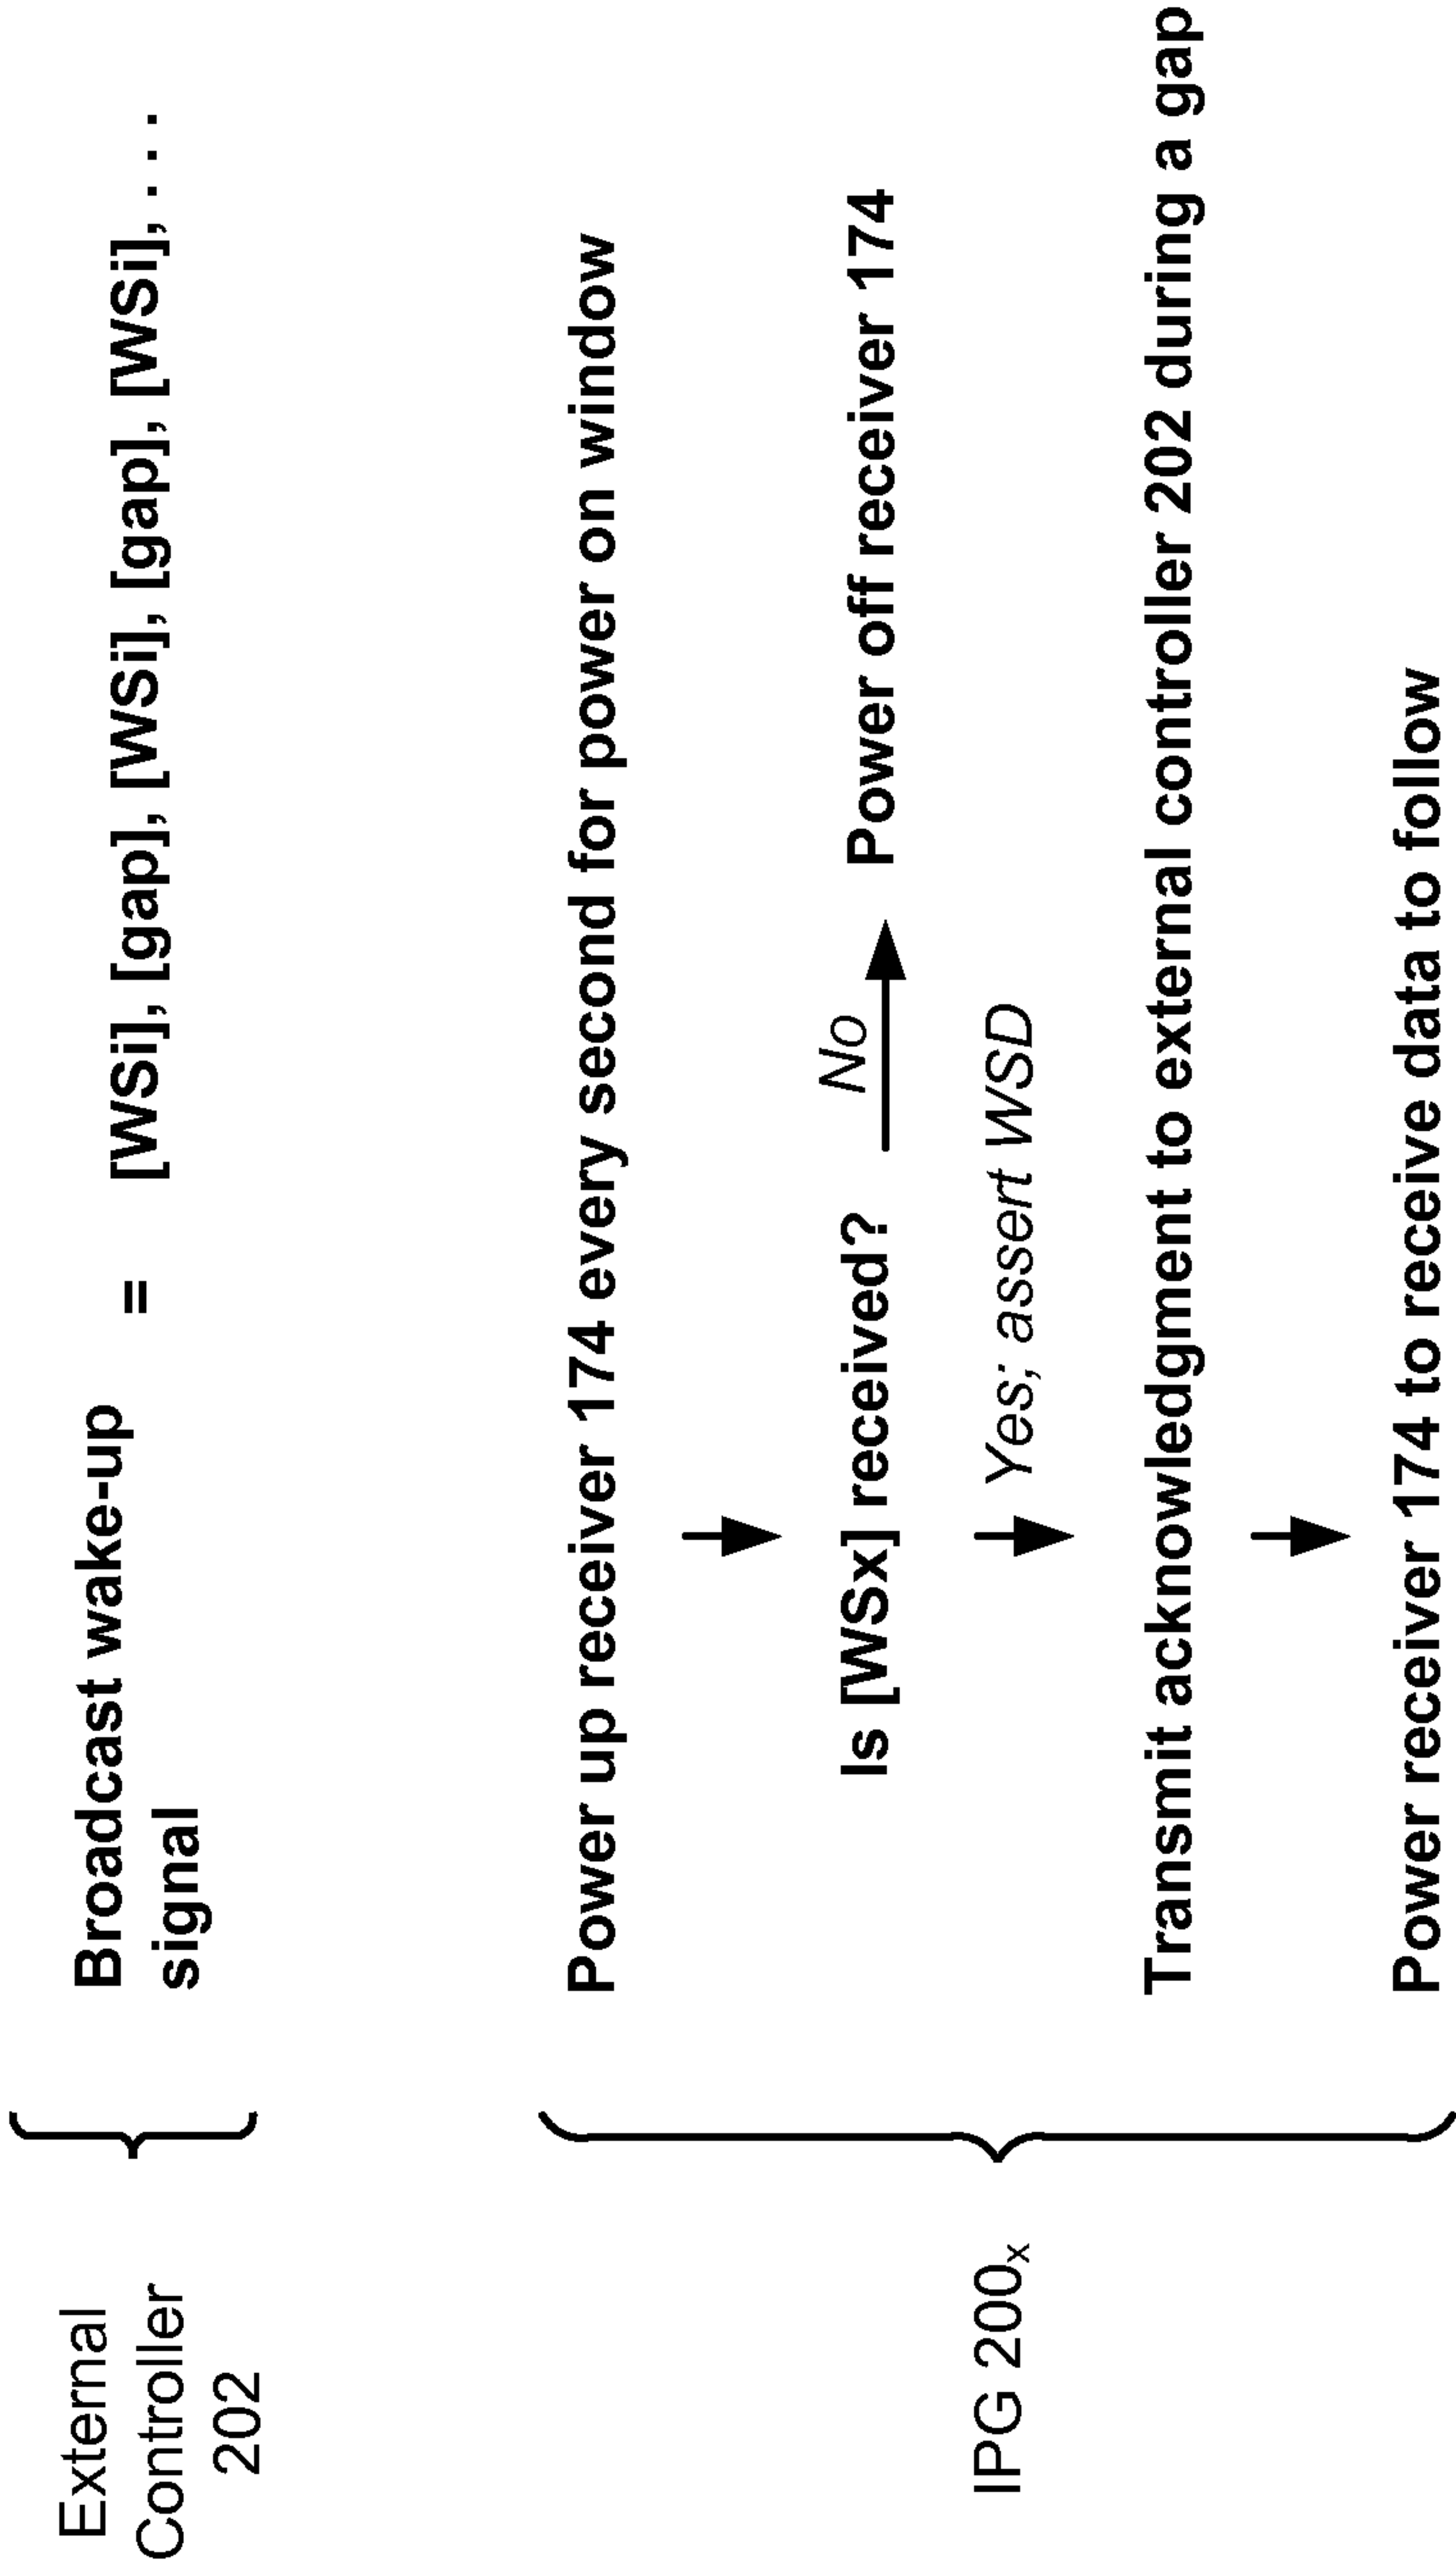 External
Controller
202
Broadcast wake-up
signal
=
[WSi], [gap], [WSi], [gap], [WSi], . . .
IPG 200x
Power up receiver 174 every second for power on window
Is [WSx] received?
No
Power off receiver 174
Yes; assert WSD
Transmit acknowledgment to external controller 202 during a gap
Power receiver 174 to receive data to follow